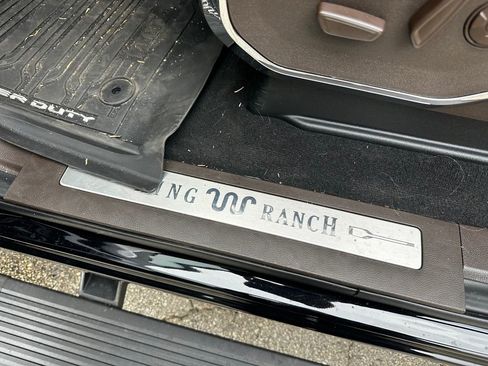 ER DUTY
ING RANCH